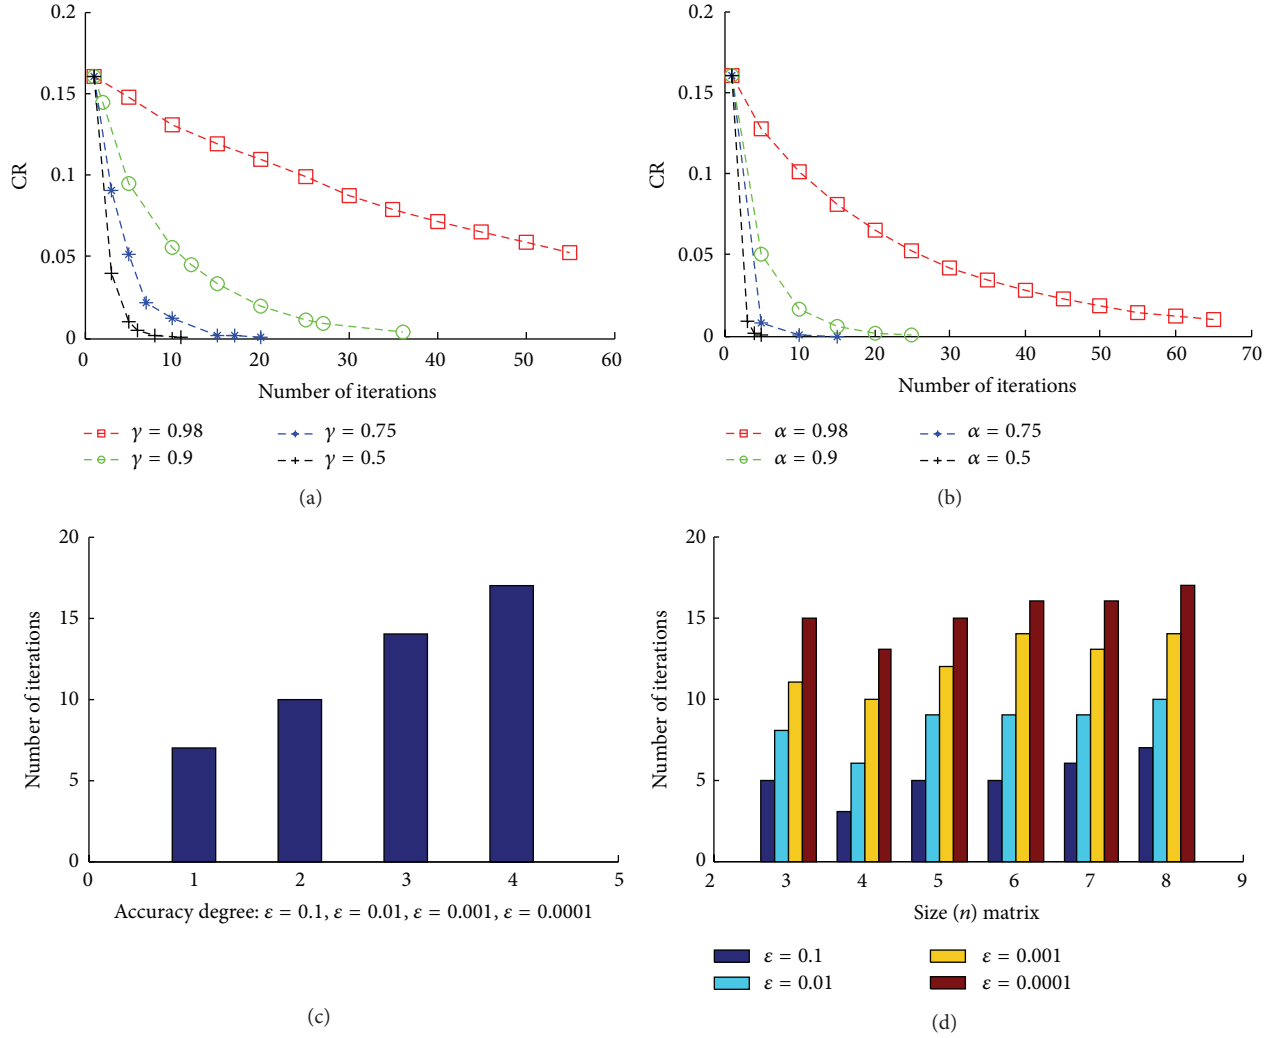 0.2
0.15
0.1
0.05
0
CR
0 10 20 30 40 50 60
Number of iterations
γ = 0.98
γ = 0.75
γ = 0.9
γ = 0.5
(a)
0.2
0.15
0.1
0.05
0
CR
0 10 20 30 40 50 60 70
Number of iterations
α = 0.98
α = 0.75
α = 0.9
α = 0.5
(b)
20
15
10
5
0
Number of iterations
0 1 2 3 4 5
Accuracy degree: ε = 0.1, ε = 0.01, ε = 0.001, ε = 0.0001
(c)
20
15
10
5
0
Number of iterations
2 3 4 5 6 7 8 9
Size (n) matrix
ε = 0.1
ε = 0.001
ε = 0.01
ε = 0.0001
(d)